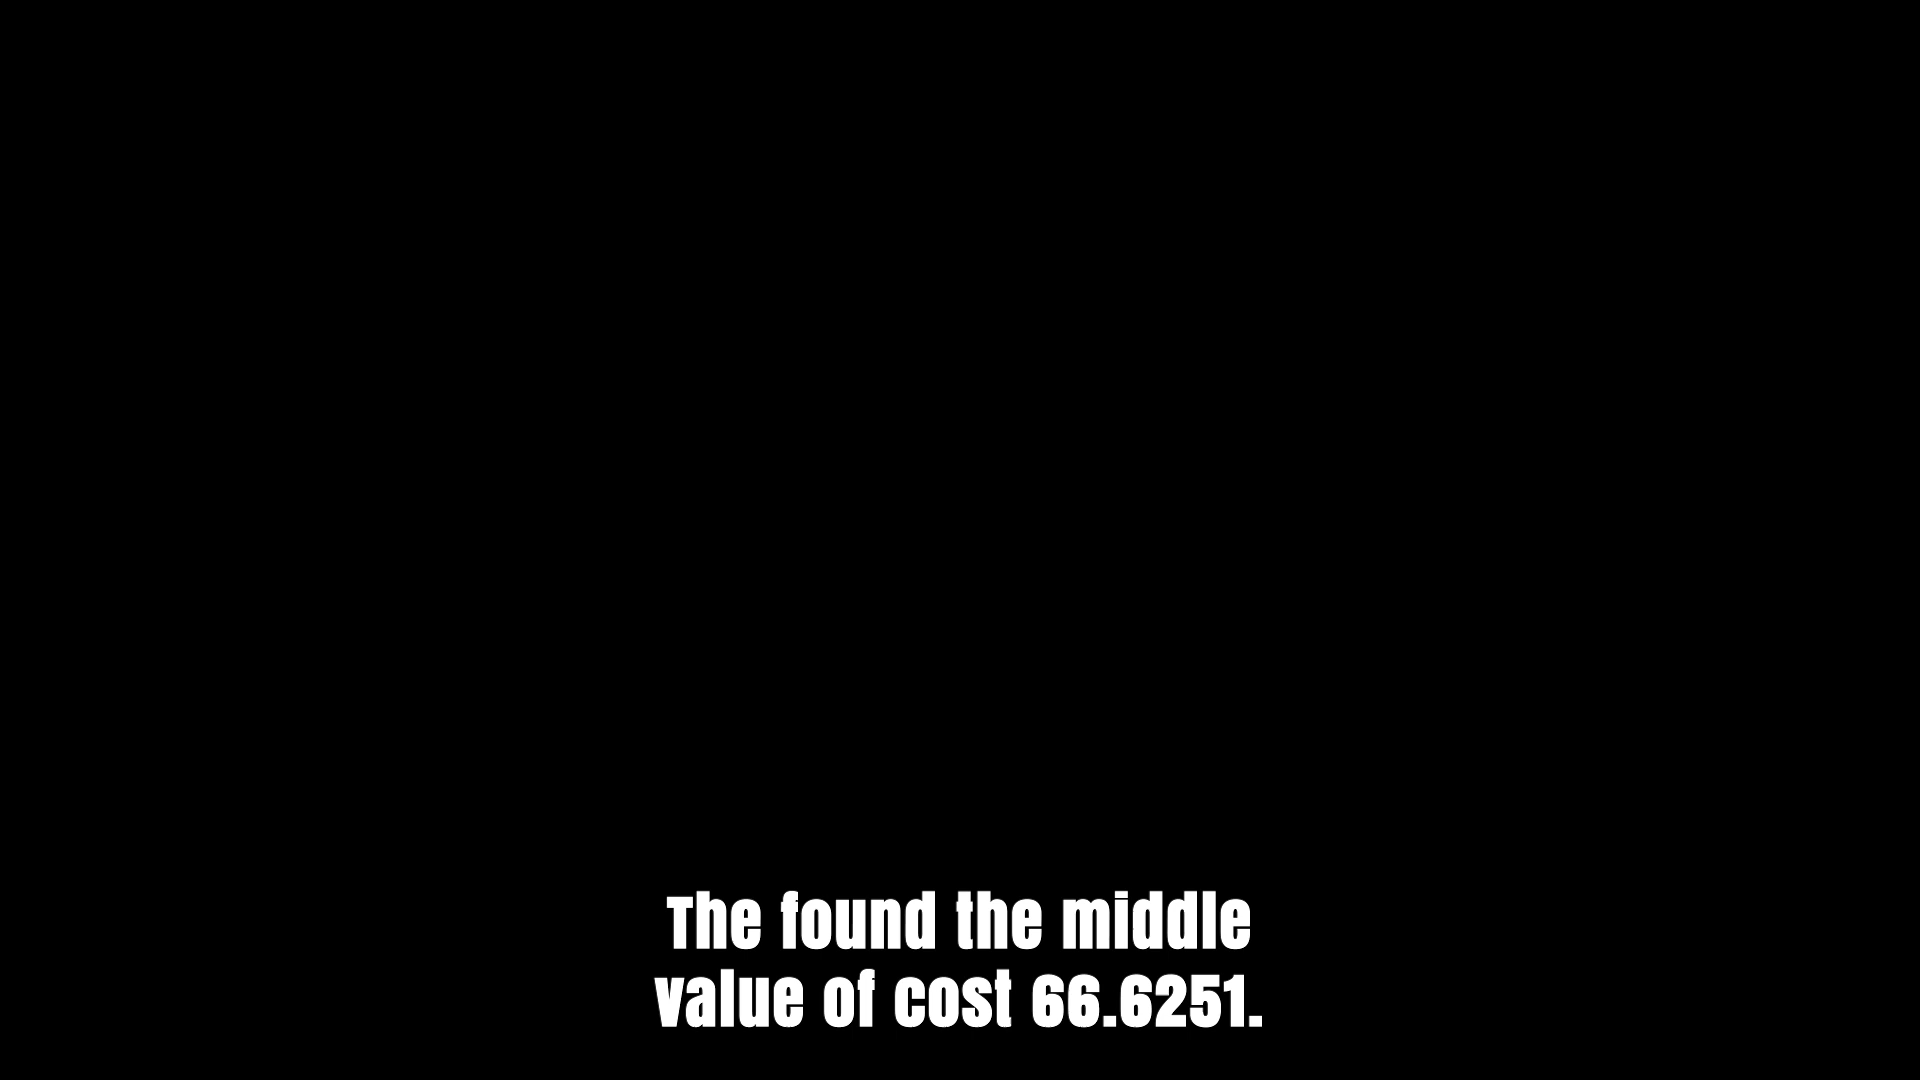 The found the middle
value of cost 66.6251.